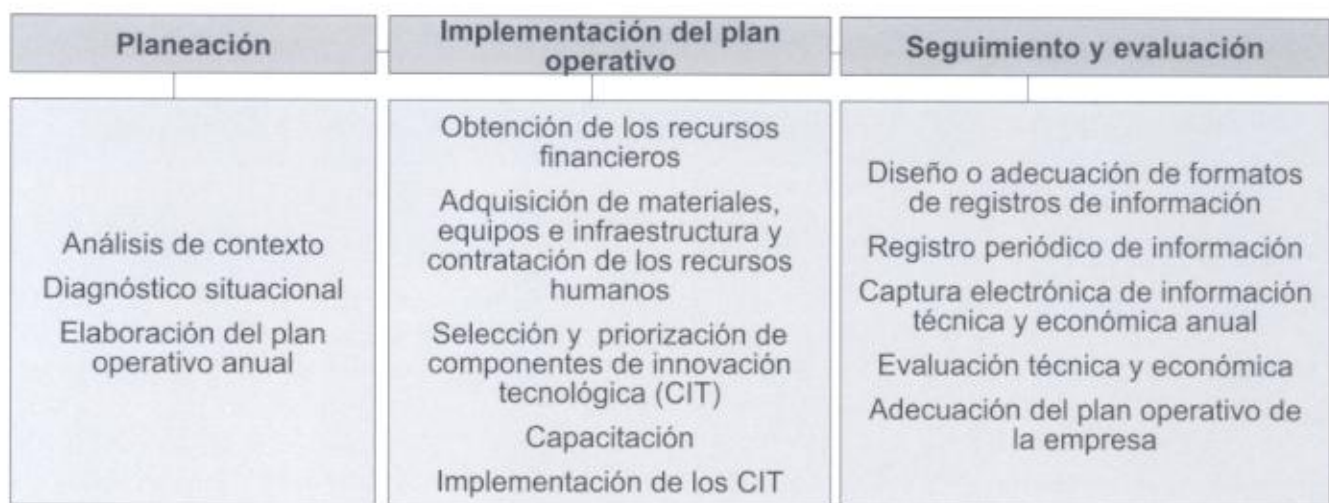 Planeación
Análisis de contexto
Diagnóstico situacional
Elaboración del plan
operativo anual
Implementación del plan
operativo
Obtención de los recursos
financieros
Adquisición de materiales,
equipos e infraestructura y
contratación de los recursos
humanos
Selección y priorización de
componentes de innovación
tecnológica (CIT)
Capacitación
Implementación de los CIT
Seguimiento y evaluación
Diseño o adecuación de formatos
de registros de información
Registro periódico de información
Captura electrónica de información
técnica y económica anual
Evaluación técnica y económica
Adecuación del plan operativo de
la empresa